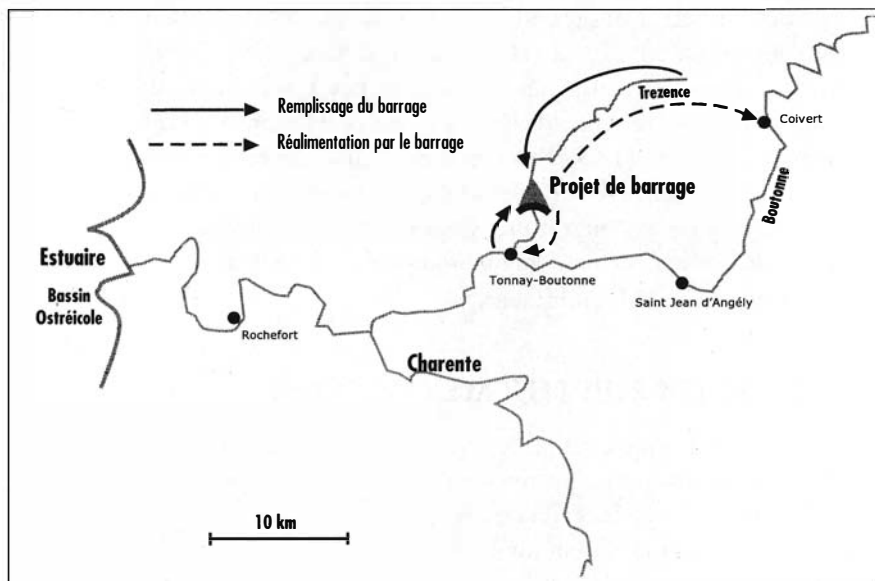 Remplissage du barrage
Réalimentation par le barrage
Trezence
Coivert
Projet de barrage
Boutonne
Estuaire
Tonnay-Boutonne
Bassin
Ostréicole
Saint Jean d'Angély
Rochefort
Charente
10 km